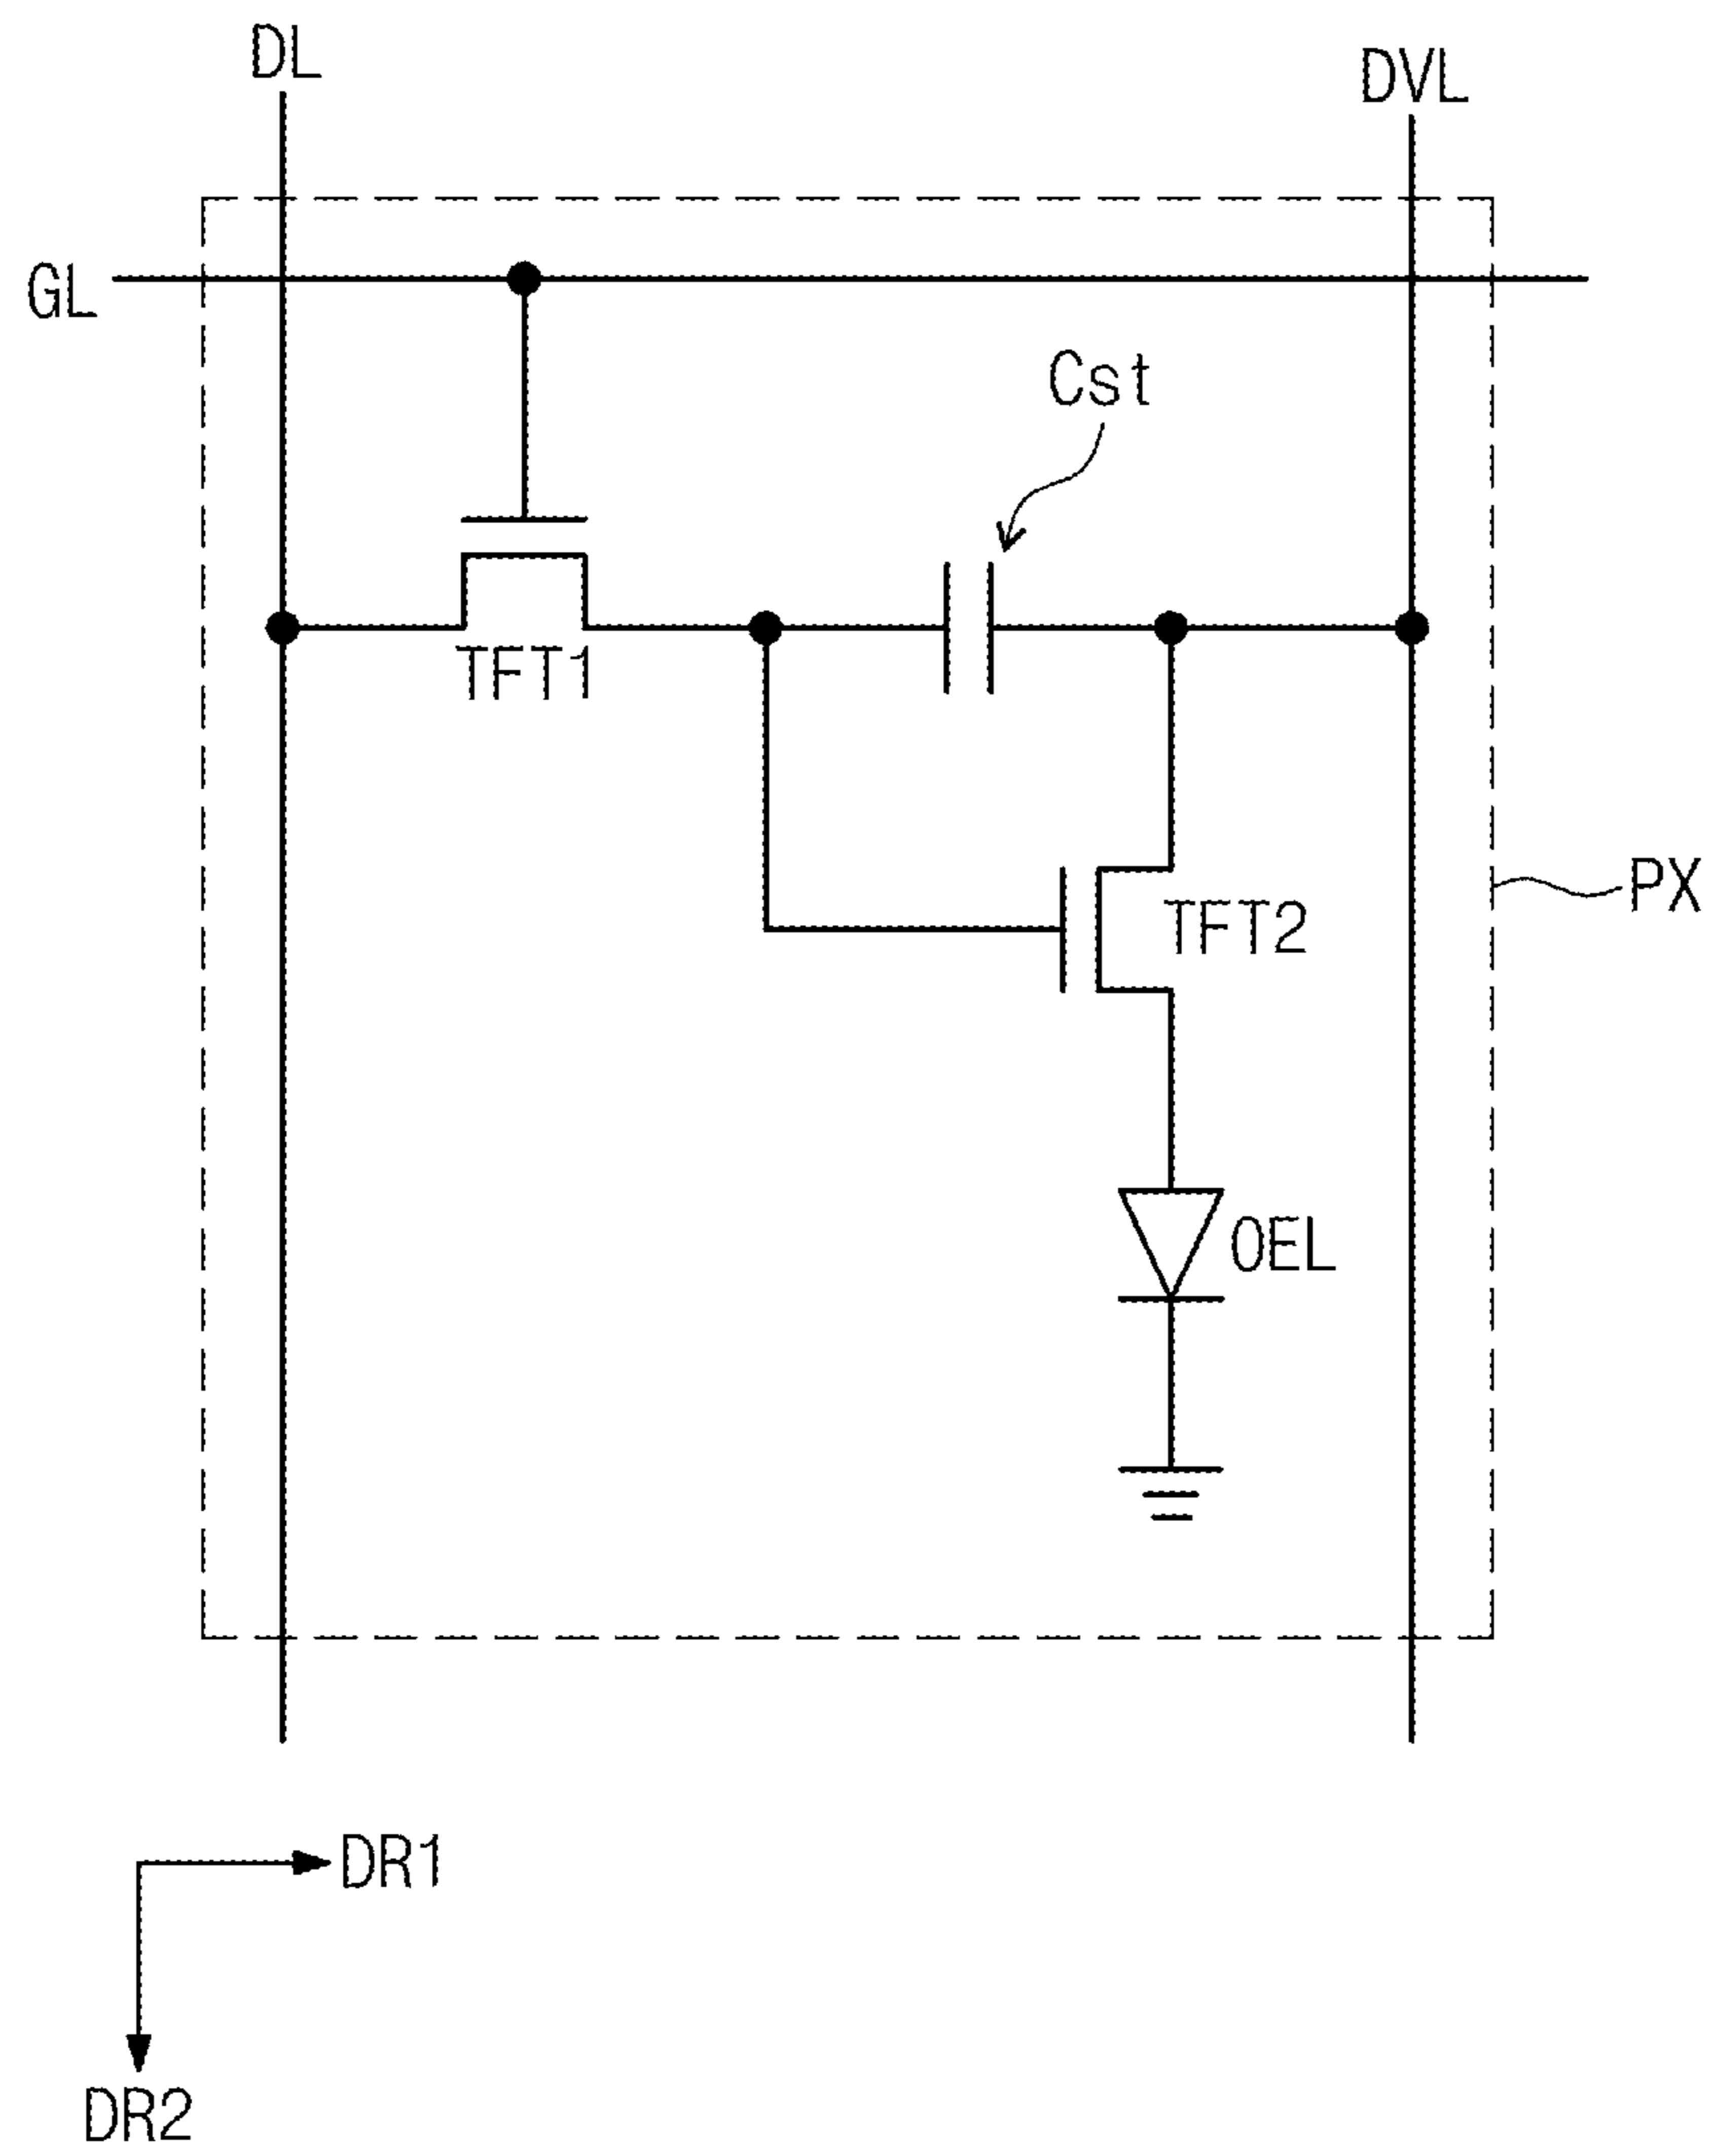 DL
DVL
GL
Cst
TFT1
PX
TFT2
OEL
DR1
DR2